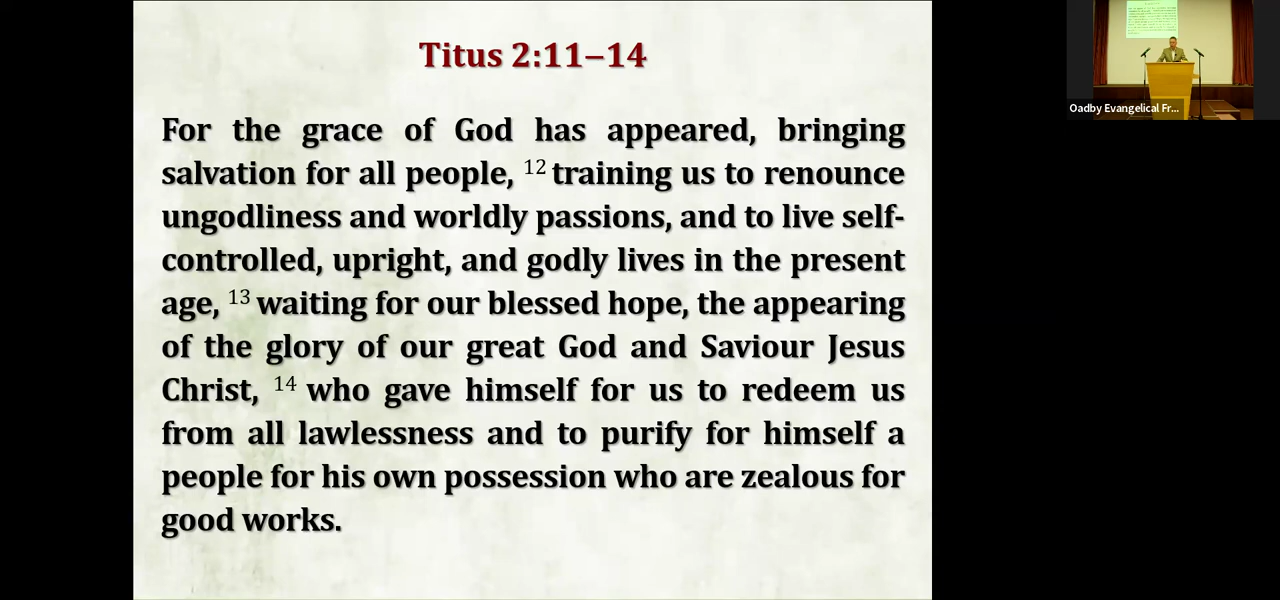 Titus 2:11–14
For the grace of God has appeared, bringing
salvation for all people, 12 training us to renounce
ungodliness and worldly passions, and to live self-
controlled, upright, and godly lives in the present
age, 13 waiting for our blessed hope, the appearing
of the glory of our great God and Saviour Jesus
Christ, 14 who gave himself for us to redeem us
from all lawlessness and to purify for himself a
people for his own possession who are zealous for
good works.
Oadby Evangelical Fr...